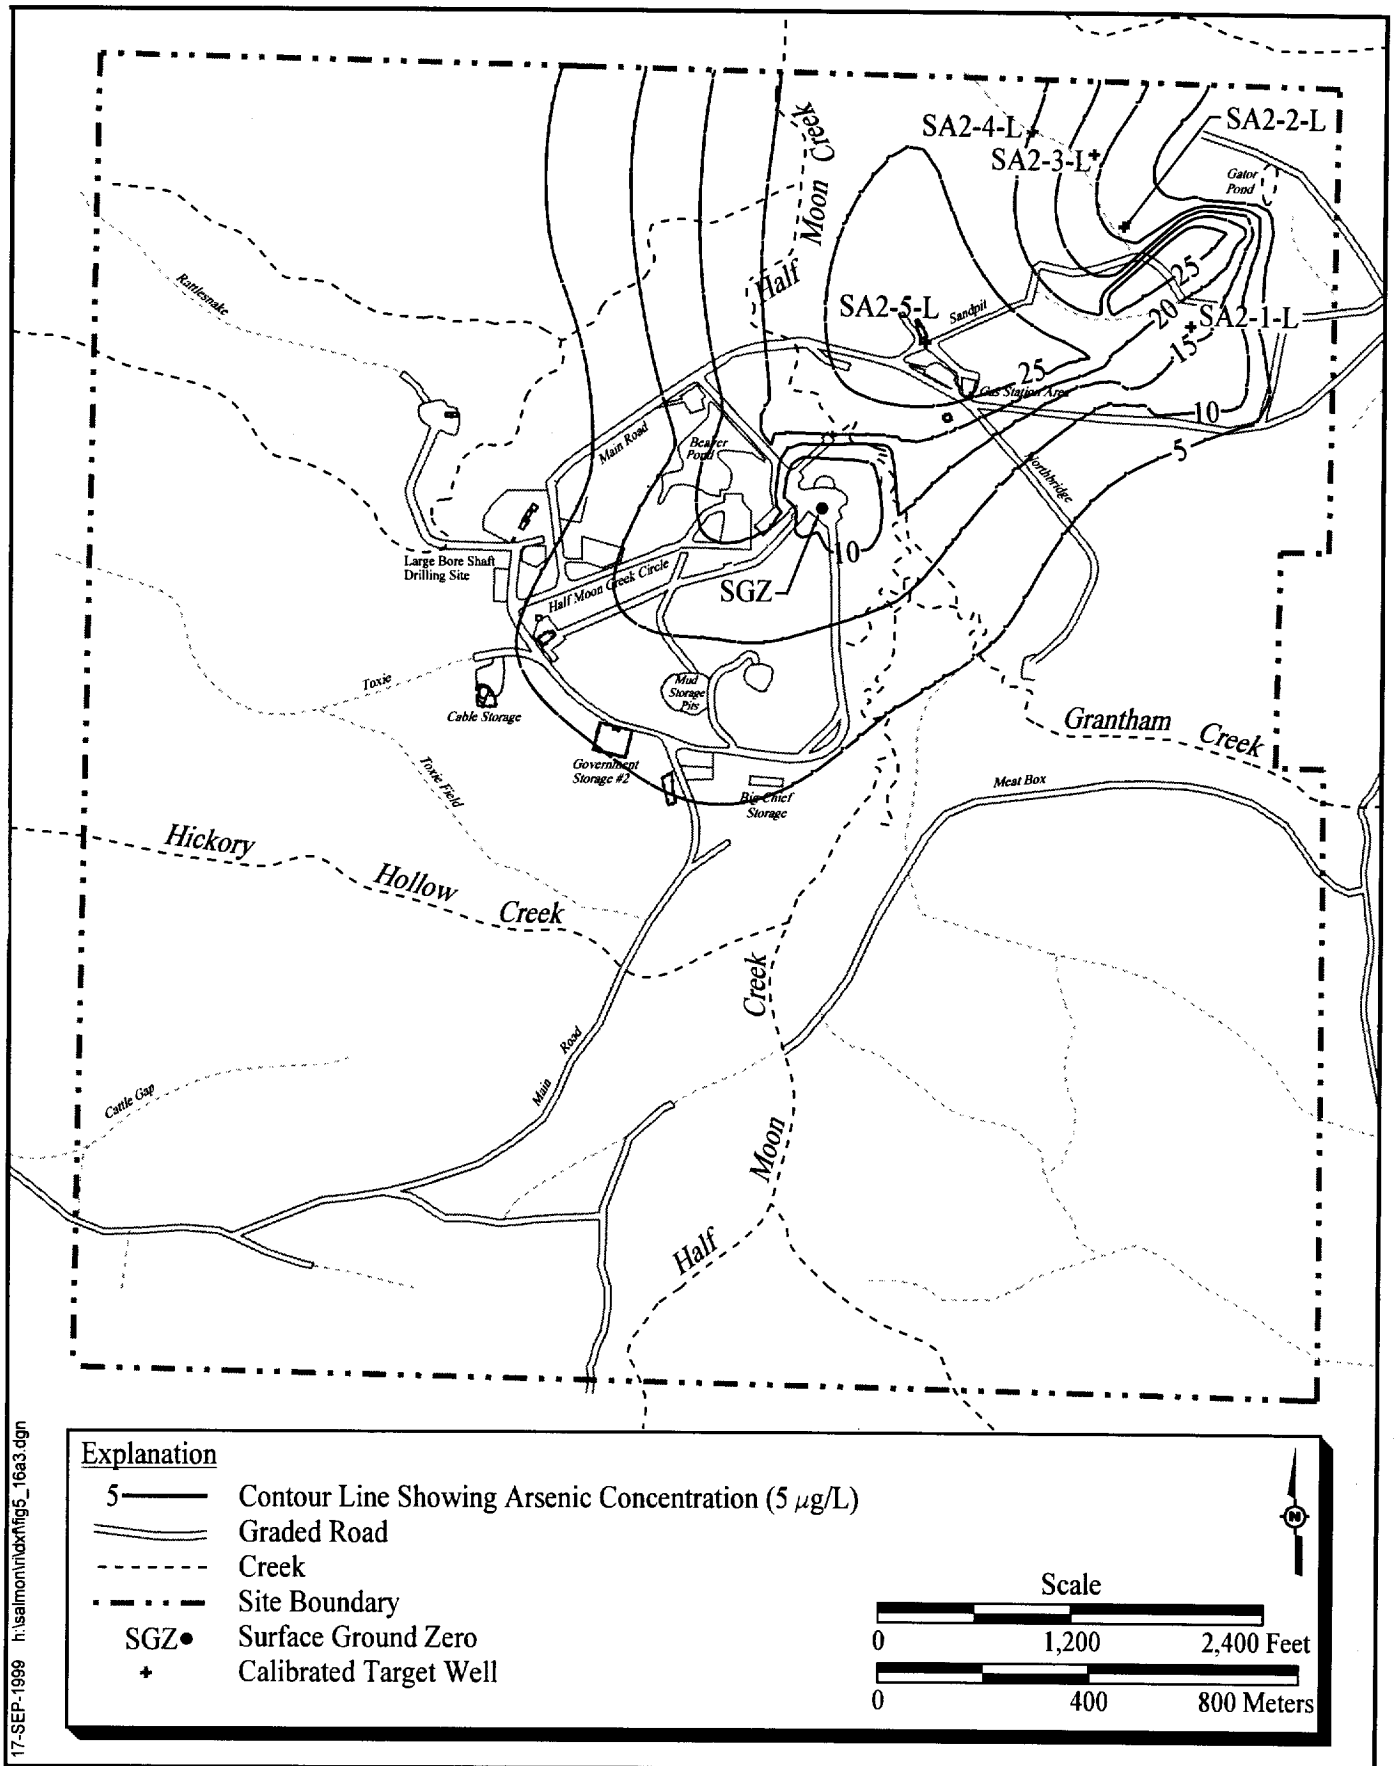 SA2-4-L
SA2-2-L
SA2-3-L
Gator
Pond
Half
Moon
Creek
Rattlesnake
25
SA2-5-L
Sandpit
20
SA2-1-L
15
25
Gas Station Area
10
5
Main Road
Beaver
Pond
Northbridge
Large Bore Shaft
Drilling Site
10
Half Moon Creek Circle
SGZ
Toxie
Mud
Storage
Pits
Cable Storage
Grantham
Creek
Government
Storage #2
Toxie Field
Meat Box
Big Chief
Storage
Hickory
Hollow
Creek
Creek
Main
Road
Cattle Gap
Moon
Half
17-SEP-1999 h:\salmon\ri\dxf\fig5_16a3.dgn
Explanation
5 Contour Line Showing Arsenic Concentration (5 µg/L)
Graded Road
Creek
Site Boundary
SGZ Surface Ground Zero
Calibrated Target Well
N
Scale
0 1,200 2,400 Feet
0 400 800 Meters